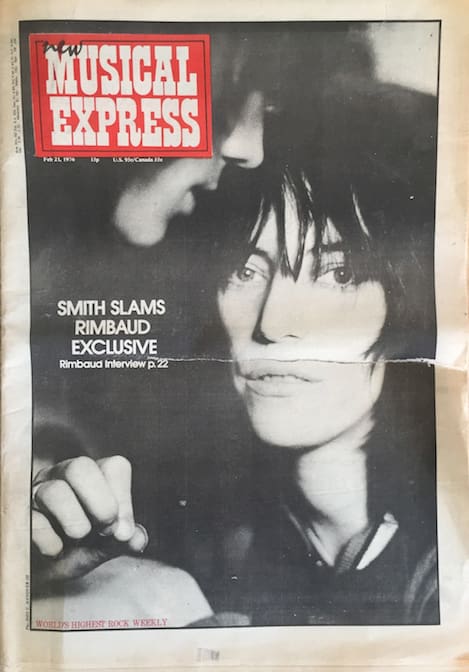 new
MUSICAL
EXPRESS
Feb 21, 1976 15p U.S. 95c/Canada 55c
SMITH SLAMS
RIMBAUD
EXCLUSIVE
Rimbaud Interview p.22
WORLD'S HIGHEST ROCK WEEKLY